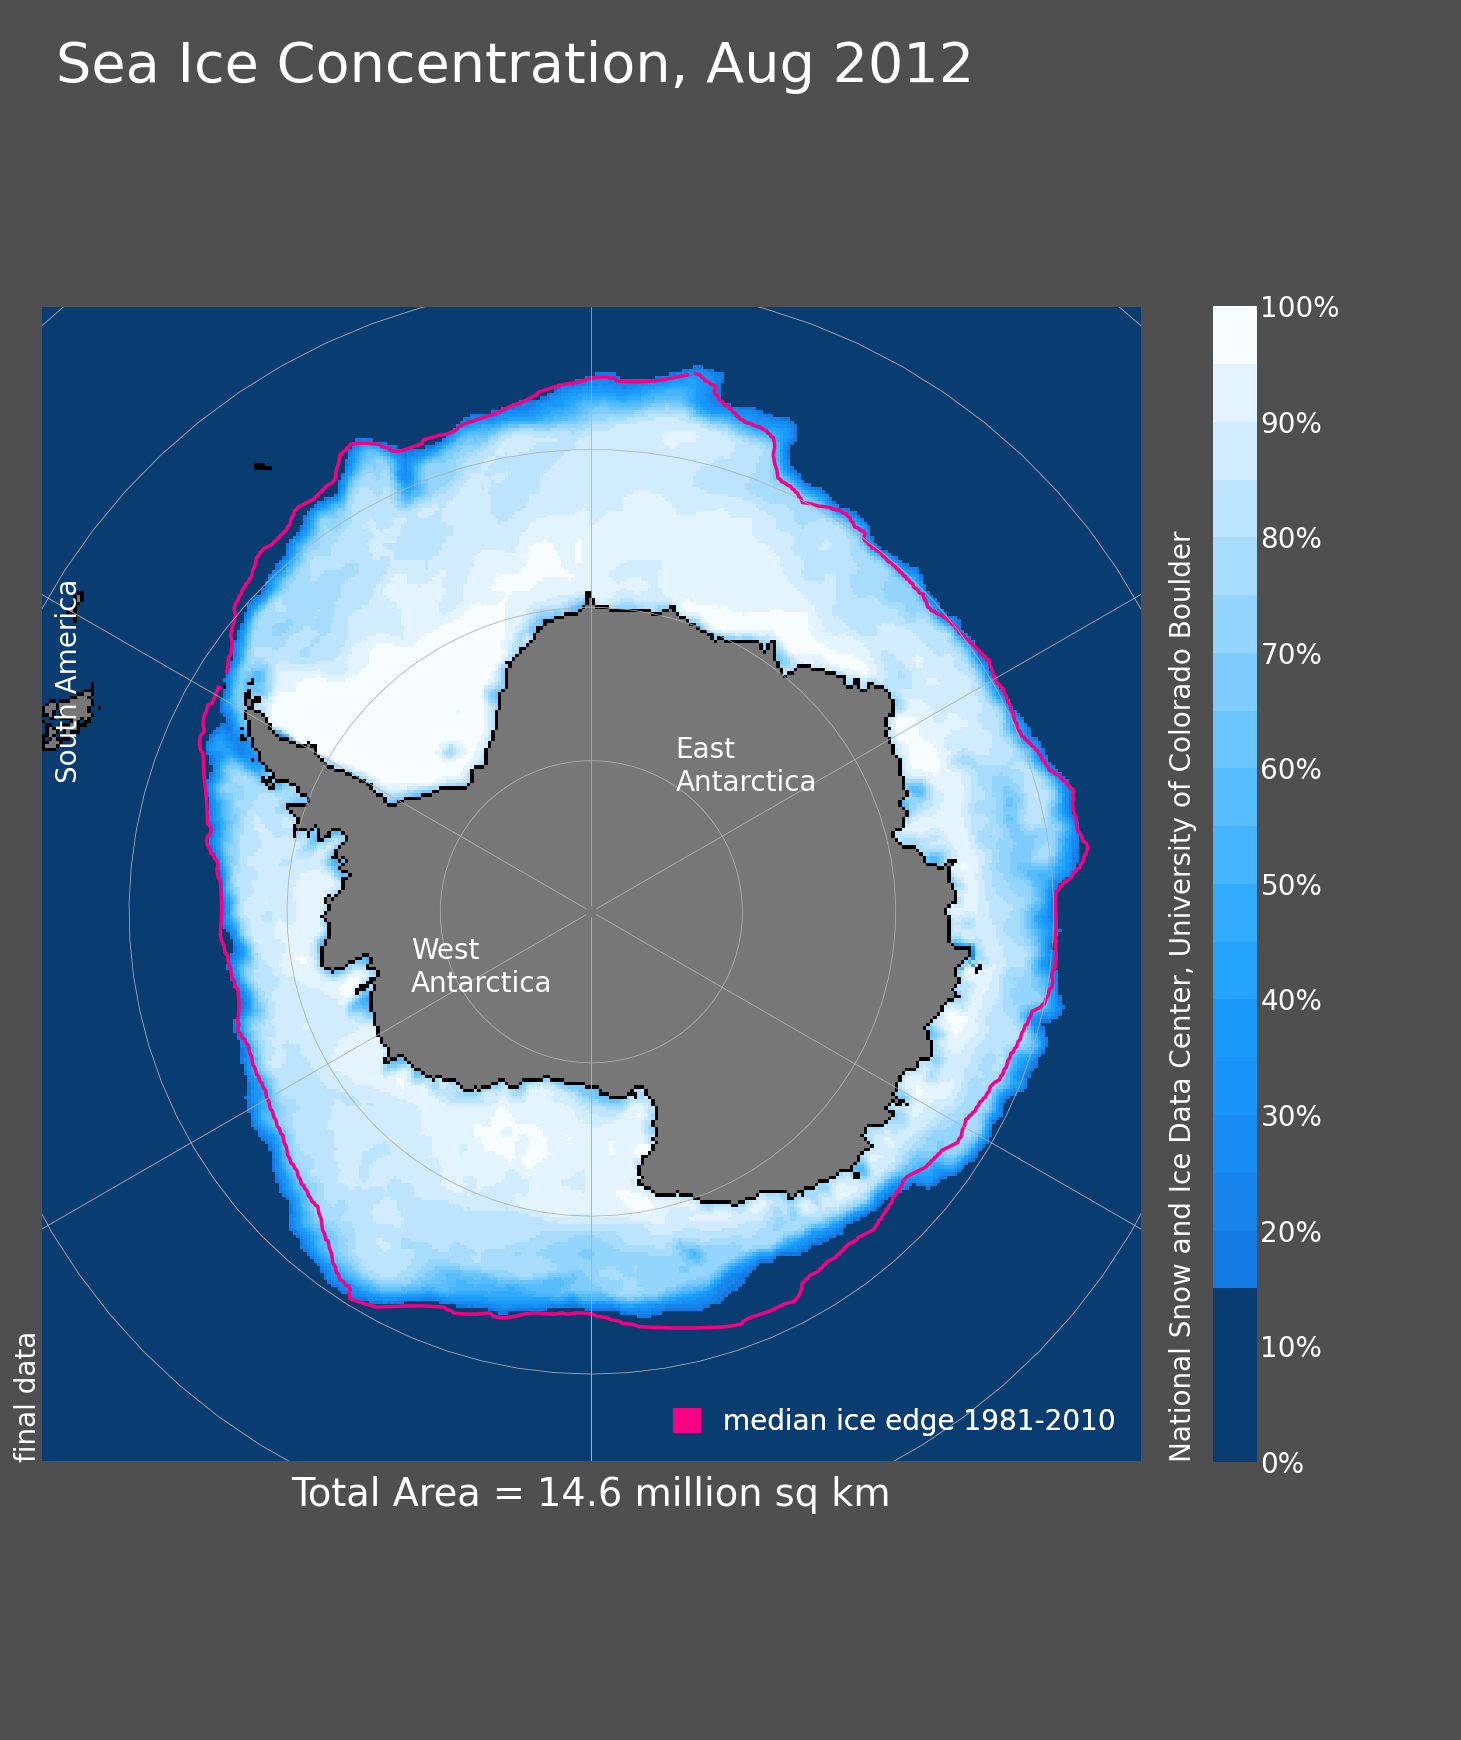 Sea Ice Concentration, Aug 2012
South America
East
Antarctica
West
Antarctica
final data
median ice edge 1981-2010
Total Area = 14.6 million sq km
National Snow and Ice Data Center, University of Colorado Boulder
100%
90%
80%
70%
60%
50%
40%
30%
20%
10%
0%